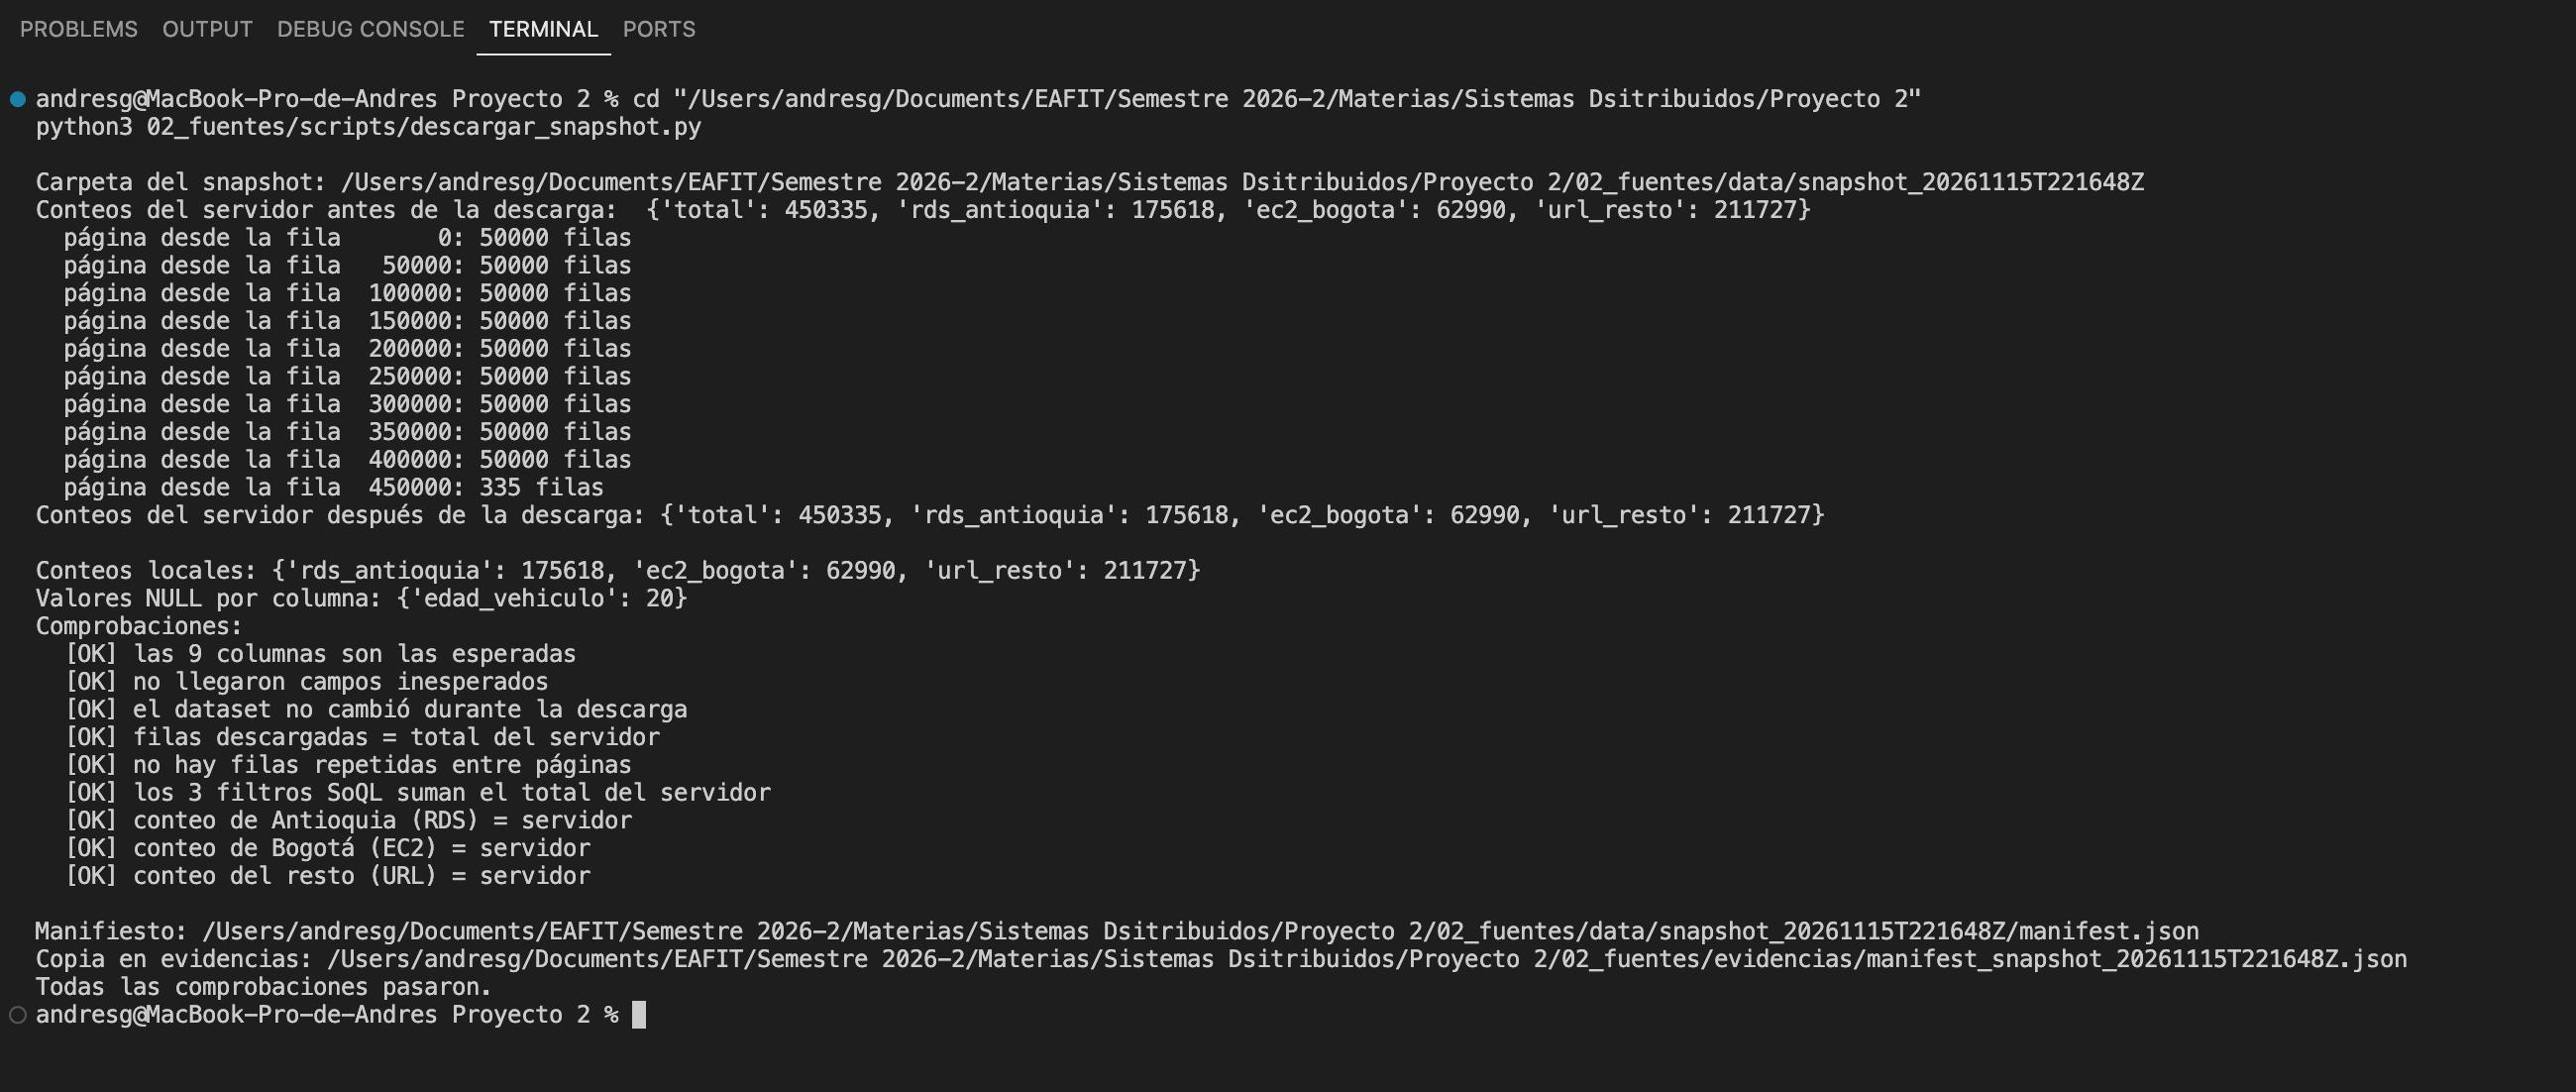 PROBLEMS OUTPUT DEBUG CONSOLE TERMINAL PORTS
andresg@MacBook-Pro-de-Andres Proyecto 2 % cd "/Users/andresg/Documents/EAFIT/Semestre 2026-2/Materias/Sistemas Dsitribuidos/Proyecto 2"
python3 02_fuentes/scripts/descargar_snapshot.py
Carpeta del snapshot: /Users/andresg/Documents/EAFIT/Semestre 2026-2/Materias/Sistemas Dsitribuidos/Proyecto 2/02_fuentes/data/snapshot_20261115T221648Z
Conteos del servidor antes de la descarga:  {'total': 450335, 'rds_antioquia': 175618, 'ec2_bogota': 62990, 'url_resto': 211727}
  página desde la fila       0: 50000 filas
  página desde la fila   50000: 50000 filas
  página desde la fila  100000: 50000 filas
  página desde la fila  150000: 50000 filas
  página desde la fila  200000: 50000 filas
  página desde la fila  250000: 50000 filas
  página desde la fila  300000: 50000 filas
  página desde la fila  350000: 50000 filas
  página desde la fila  400000: 50000 filas
  página desde la fila  450000: 335 filas
Conteos del servidor después de la descarga: {'total': 450335, 'rds_antioquia': 175618, 'ec2_bogota': 62990, 'url_resto': 211727}
Conteos locales: {'rds_antioquia': 175618, 'ec2_bogota': 62990, 'url_resto': 211727}
Valores NULL por columna: {'edad_vehiculo': 20}
Comprobaciones:
  [OK] las 9 columnas son las esperadas
  [OK] no llegaron campos inesperados
  [OK] el dataset no cambió durante la descarga
  [OK] filas descargadas = total del servidor
  [OK] no hay filas repetidas entre páginas
  [OK] los 3 filtros SoQL suman el total del servidor
  [OK] conteo de Antioquia (RDS) = servidor
  [OK] conteo de Bogotá (EC2) = servidor
  [OK] conteo del resto (URL) = servidor
Manifiesto: /Users/andresg/Documents/EAFIT/Semestre 2026-2/Materias/Sistemas Dsitribuidos/Proyecto 2/02_fuentes/data/snapshot_20261115T221648Z/manifest.json
Copia en evidencias: /Users/andresg/Documents/EAFIT/Semestre 2026-2/Materias/Sistemas Dsitribuidos/Proyecto 2/02_fuentes/evidencias/manifest_snapshot_20261115T221648Z.json
Todas las comprobaciones pasaron.
andresg@MacBook-Pro-de-Andres Proyecto 2 %